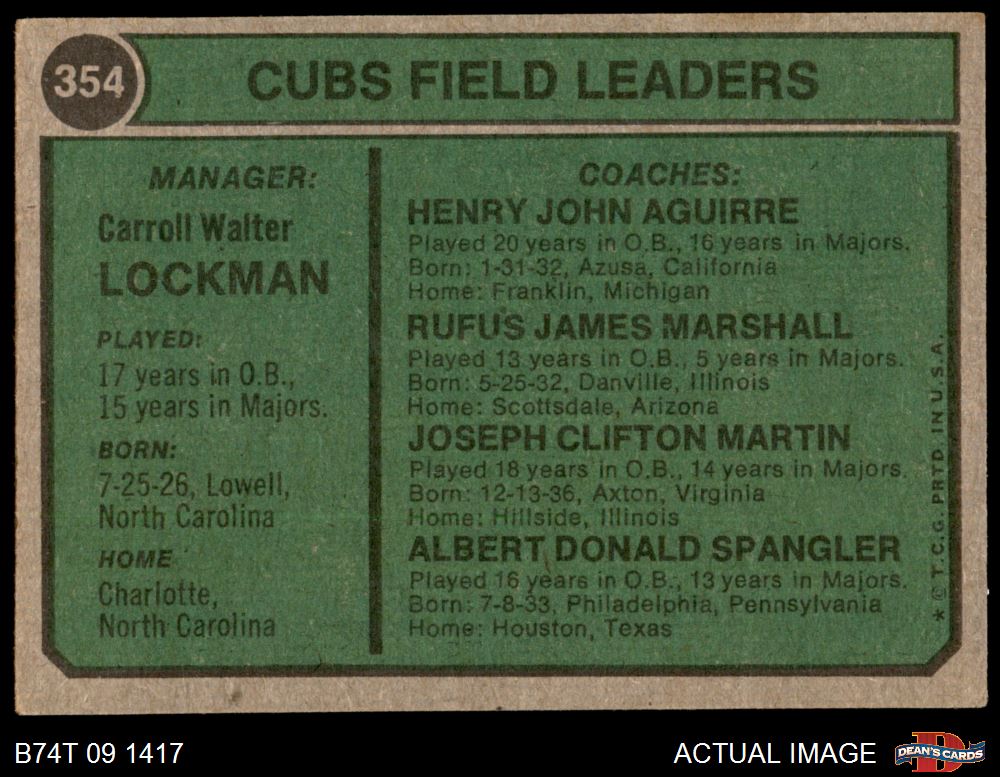 354
CUBS FIELD LEADERS
MANAGER:
Carroll Walter
LOCKMAN
PLAYED:
17 years in O.B.,
15 years in Majors.
BORN:
7-25-26, Lowell,
North Carolina
HOME
Charlotte,
North Carolina
COACHES:
HENRY JOHN AGUIRRE
Played 20 years in O.B., 16 years in Majors.
Born: 1-31-32, Azusa, California
Home: Franklin, Michigan
RUFUS JAMES MARSHALL
Played 13 years in O.B., 5 years in Majors.
Born: 5-25-32, Danville, Illinois
Home: Scottsdale, Arizona
JOSEPH CLIFTON MARTIN
Played 18 years in O.B., 14 years in Majors.
Born: 12-13-36, Axton, Virginia
Home: Hillside, Illinois
ALBERT DONALD SPANGLER
Played 16 years in O.B., 13 years in Majors.
Born: 7-8-33, Philadelphia, Pennsylvania
Home: Houston, Texas
* © T.C.G. PRTD. IN U.S.A.
B74T 09 1417
ACTUAL IMAGE
D
DEAN'S CARDS